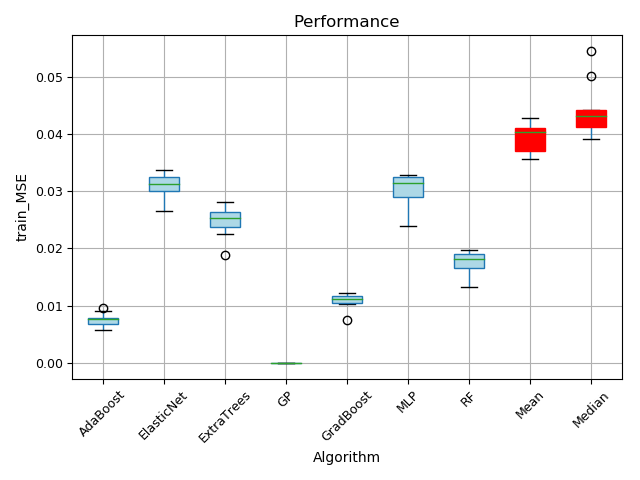 Performance
train_MSE
0.05
0.04
0.03
0.02
0.01
0.00
AdaBoost
ElasticNet
ExtraTrees
GP
GradBoost
MLP
RF
Mean
Median
Algorithm